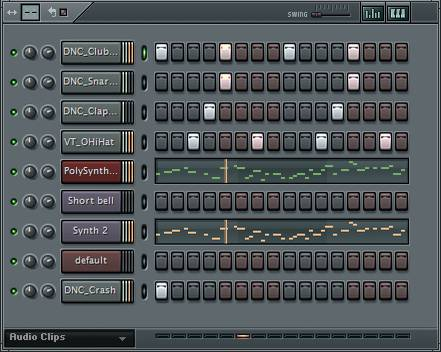 SWING
DNC_Club...
DNC_Snar...
DNC_Clap...
VT_OHiHat
PolySynth...
Short bell
Synth 2
default
DNC_Crash
Audio Clips